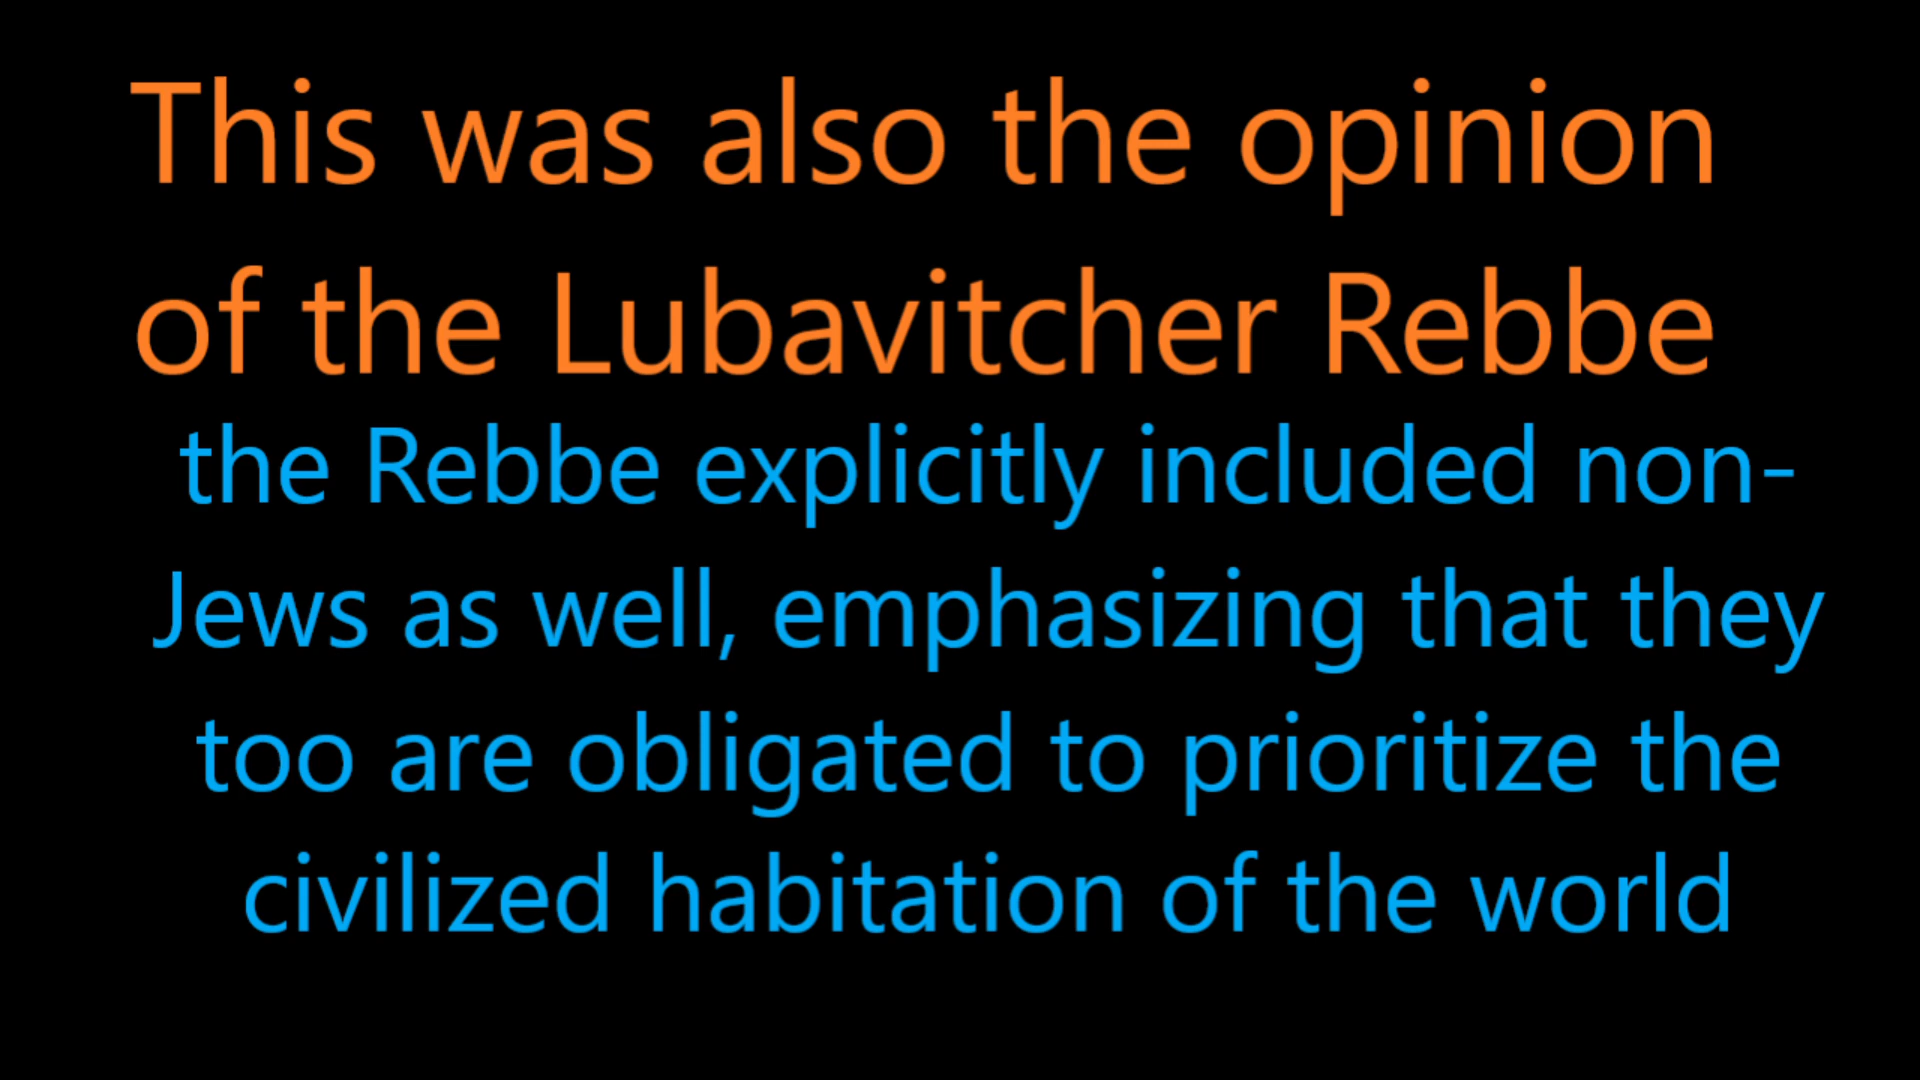 This was also the opinion
of the Lubavitcher Rebbe
the Rebbe explicitly included non-
Jews as well, emphasizing that they
too are obligated to prioritize the
civilized habitation of the world